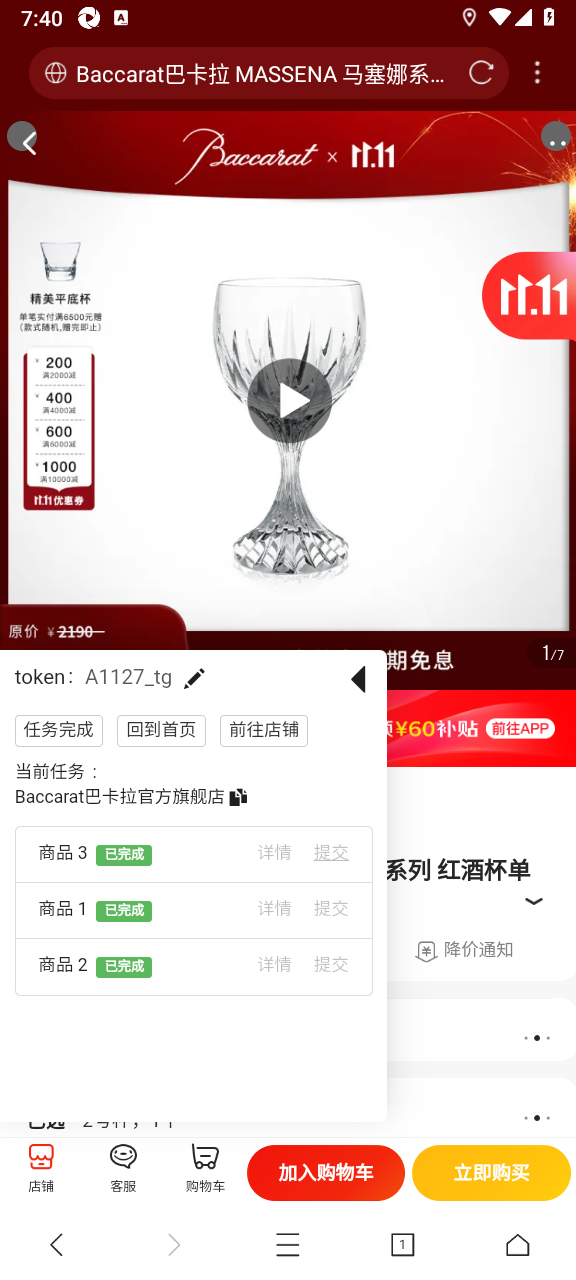 7:40
Baccarat巴卡拉 MASSENA 马塞娜系...
Baccarat × 11.11
精美平底杯
单笔实付满6500元赠
(款式随机,赠完即止)
11.11
¥ 200
满2000减
¥ 400
满4000减
¥ 600
满6000减
¥ 1000
满10000减
11.11优惠券
原价 ¥2190
期免息
1/7
token: A1127_tg
任务完成 回到首页 前往店铺
¥60补贴 前往APP
当前任务 :
Baccarat巴卡拉官方旗舰店
商品 3 已完成 详情 提交
系列 红酒杯单
商品 1 已完成 详情 提交
降价通知
商品 2 已完成 详情 提交
店铺 客服 购物车 加入购物车 立即购买
1